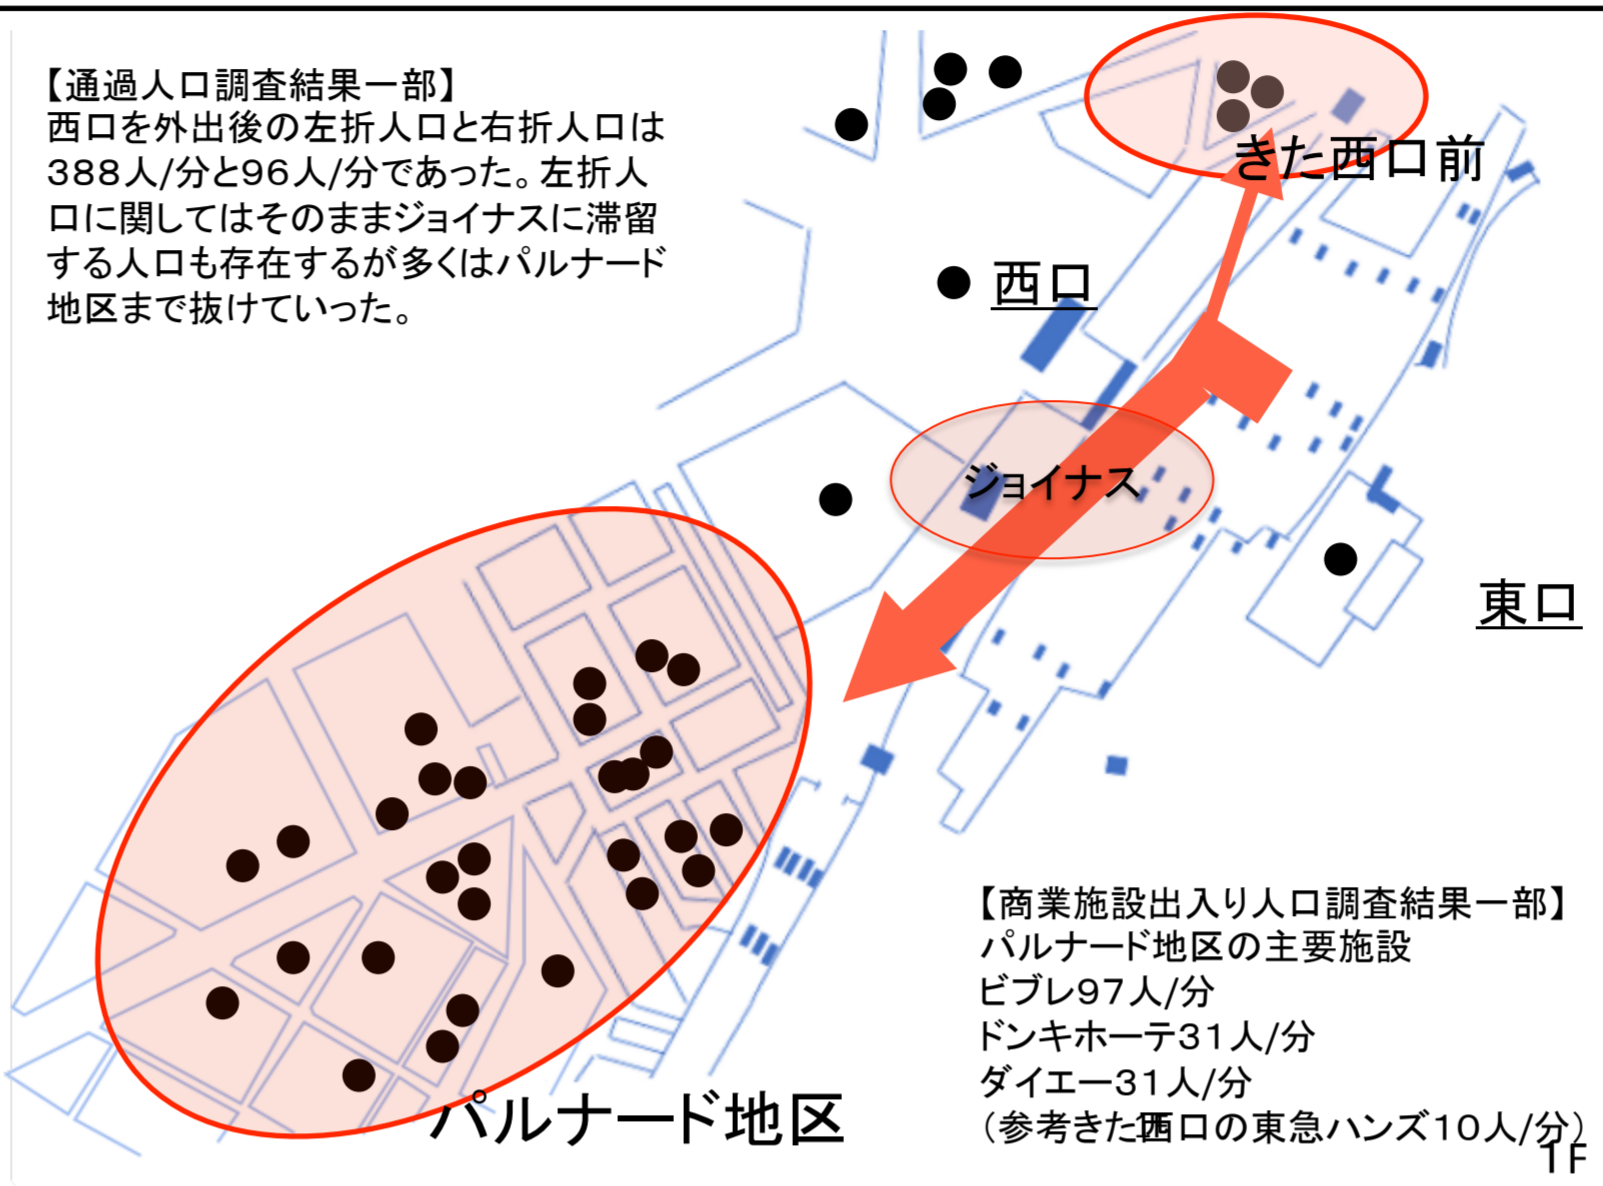 【通過人口調査結果一部】
西口を外出後の左折人口と右折人口は
388人/分と96人/分であった。左折人
口に関してはそのままジョイナスに滞留
する人口も存在するが多くはパルナード
地区まで抜けていった。
きた西口前
西口
ジョイナス
東口
パルナード地区
【商業施設出入り人口調査結果一部】
パルナード地区の主要施設
ビブレ97人/分
ドンキホーテ31人/分
ダイエー31人/分
（参考きた西口の東急ハンズ10人/分）
1F